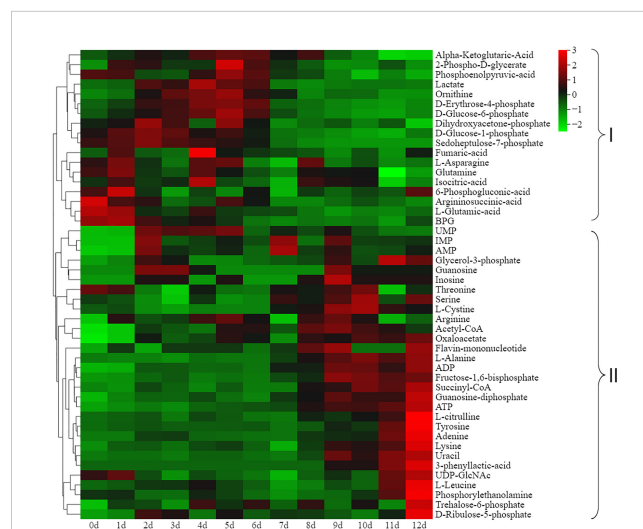 Alpha-Ketoglutaric-Acid
2-Phospho-D-glycerate
Phosphoenolpyruvic-acid
Lactate
Ornithine
D-Erythrose-4-phosphate
D-Glucose-6-phosphate
Dihydroxyacetone-phosphate
D-Glucose-1-phosphate
Sedoheptulose-7-phosphate
Fumaric-acid
L-Asparagine
Glutamine
Isocitric-acid
6-Phosphogluconic-acid
Argininosuccinic-acid
L-Glutamic-acid
BPG
UMP
IMP
AMP
Glycerol-3-phosphate
Guanosine
Inosine
Threonine
Serine
L-Cystine
Arginine
Acetyl-CoA
Oxaloacetate
Flavin-mononucleotide
L-Alanine
ADP
Fructose-1,6-bisphosphate
Succinyl-CoA
Guanosine-diphosphate
ATP
L-citrulline
Tyrosine
Adenine
Lysine
Uracil
3-phenyllactic-acid
UDP-GlcNAc
L-Leucine
Phosphorylethanolamine
Trehalose-6-phosphate
D-Ribulose-5-phosphate
0d 1d 2d 3d 4d 5d 6d 7d 8d 9d 10d 11d 12d
3
2
1
0
−1
−2
I
II